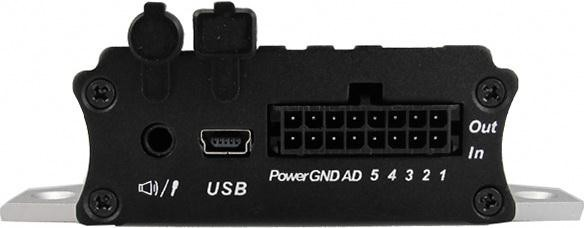 Out
In
Power GND AD 5 4 3 2 1
/
USB